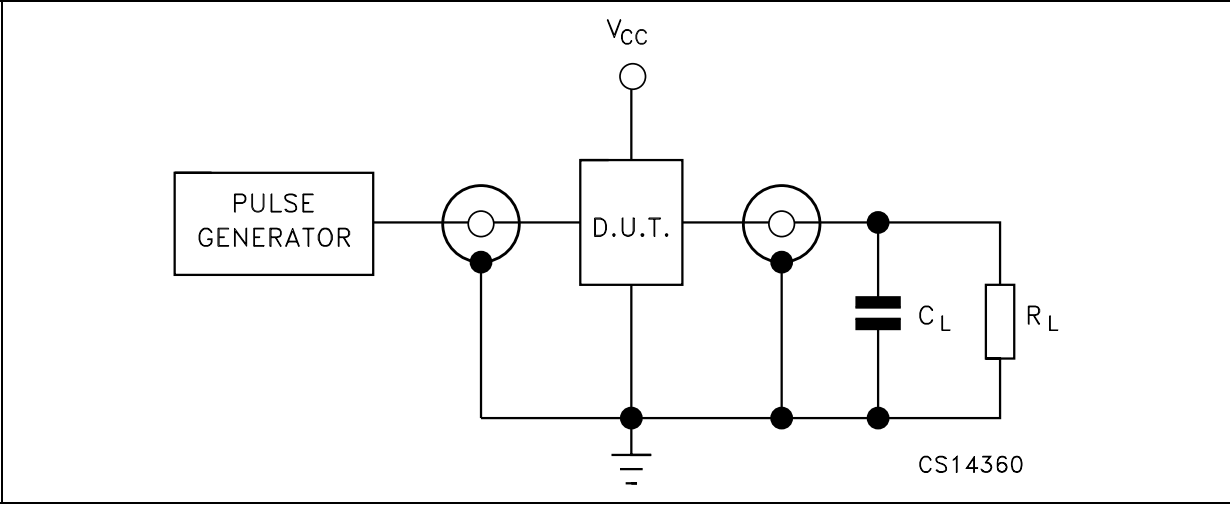 VCC
PULSE
GENERATOR
D.U.T.
CL
RL
CS14360